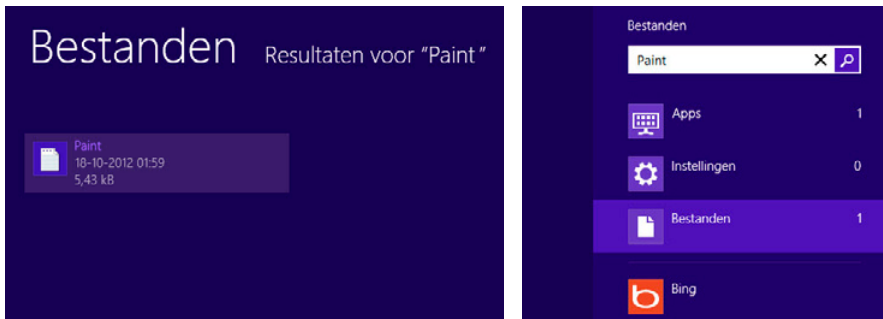 Bestanden Resultaten voor "Paint"
Paint
18-10-2012 01:59
5,43 kB
Bestanden
Paint
Apps 1
Instellingen 0
Bestanden 1
Bing